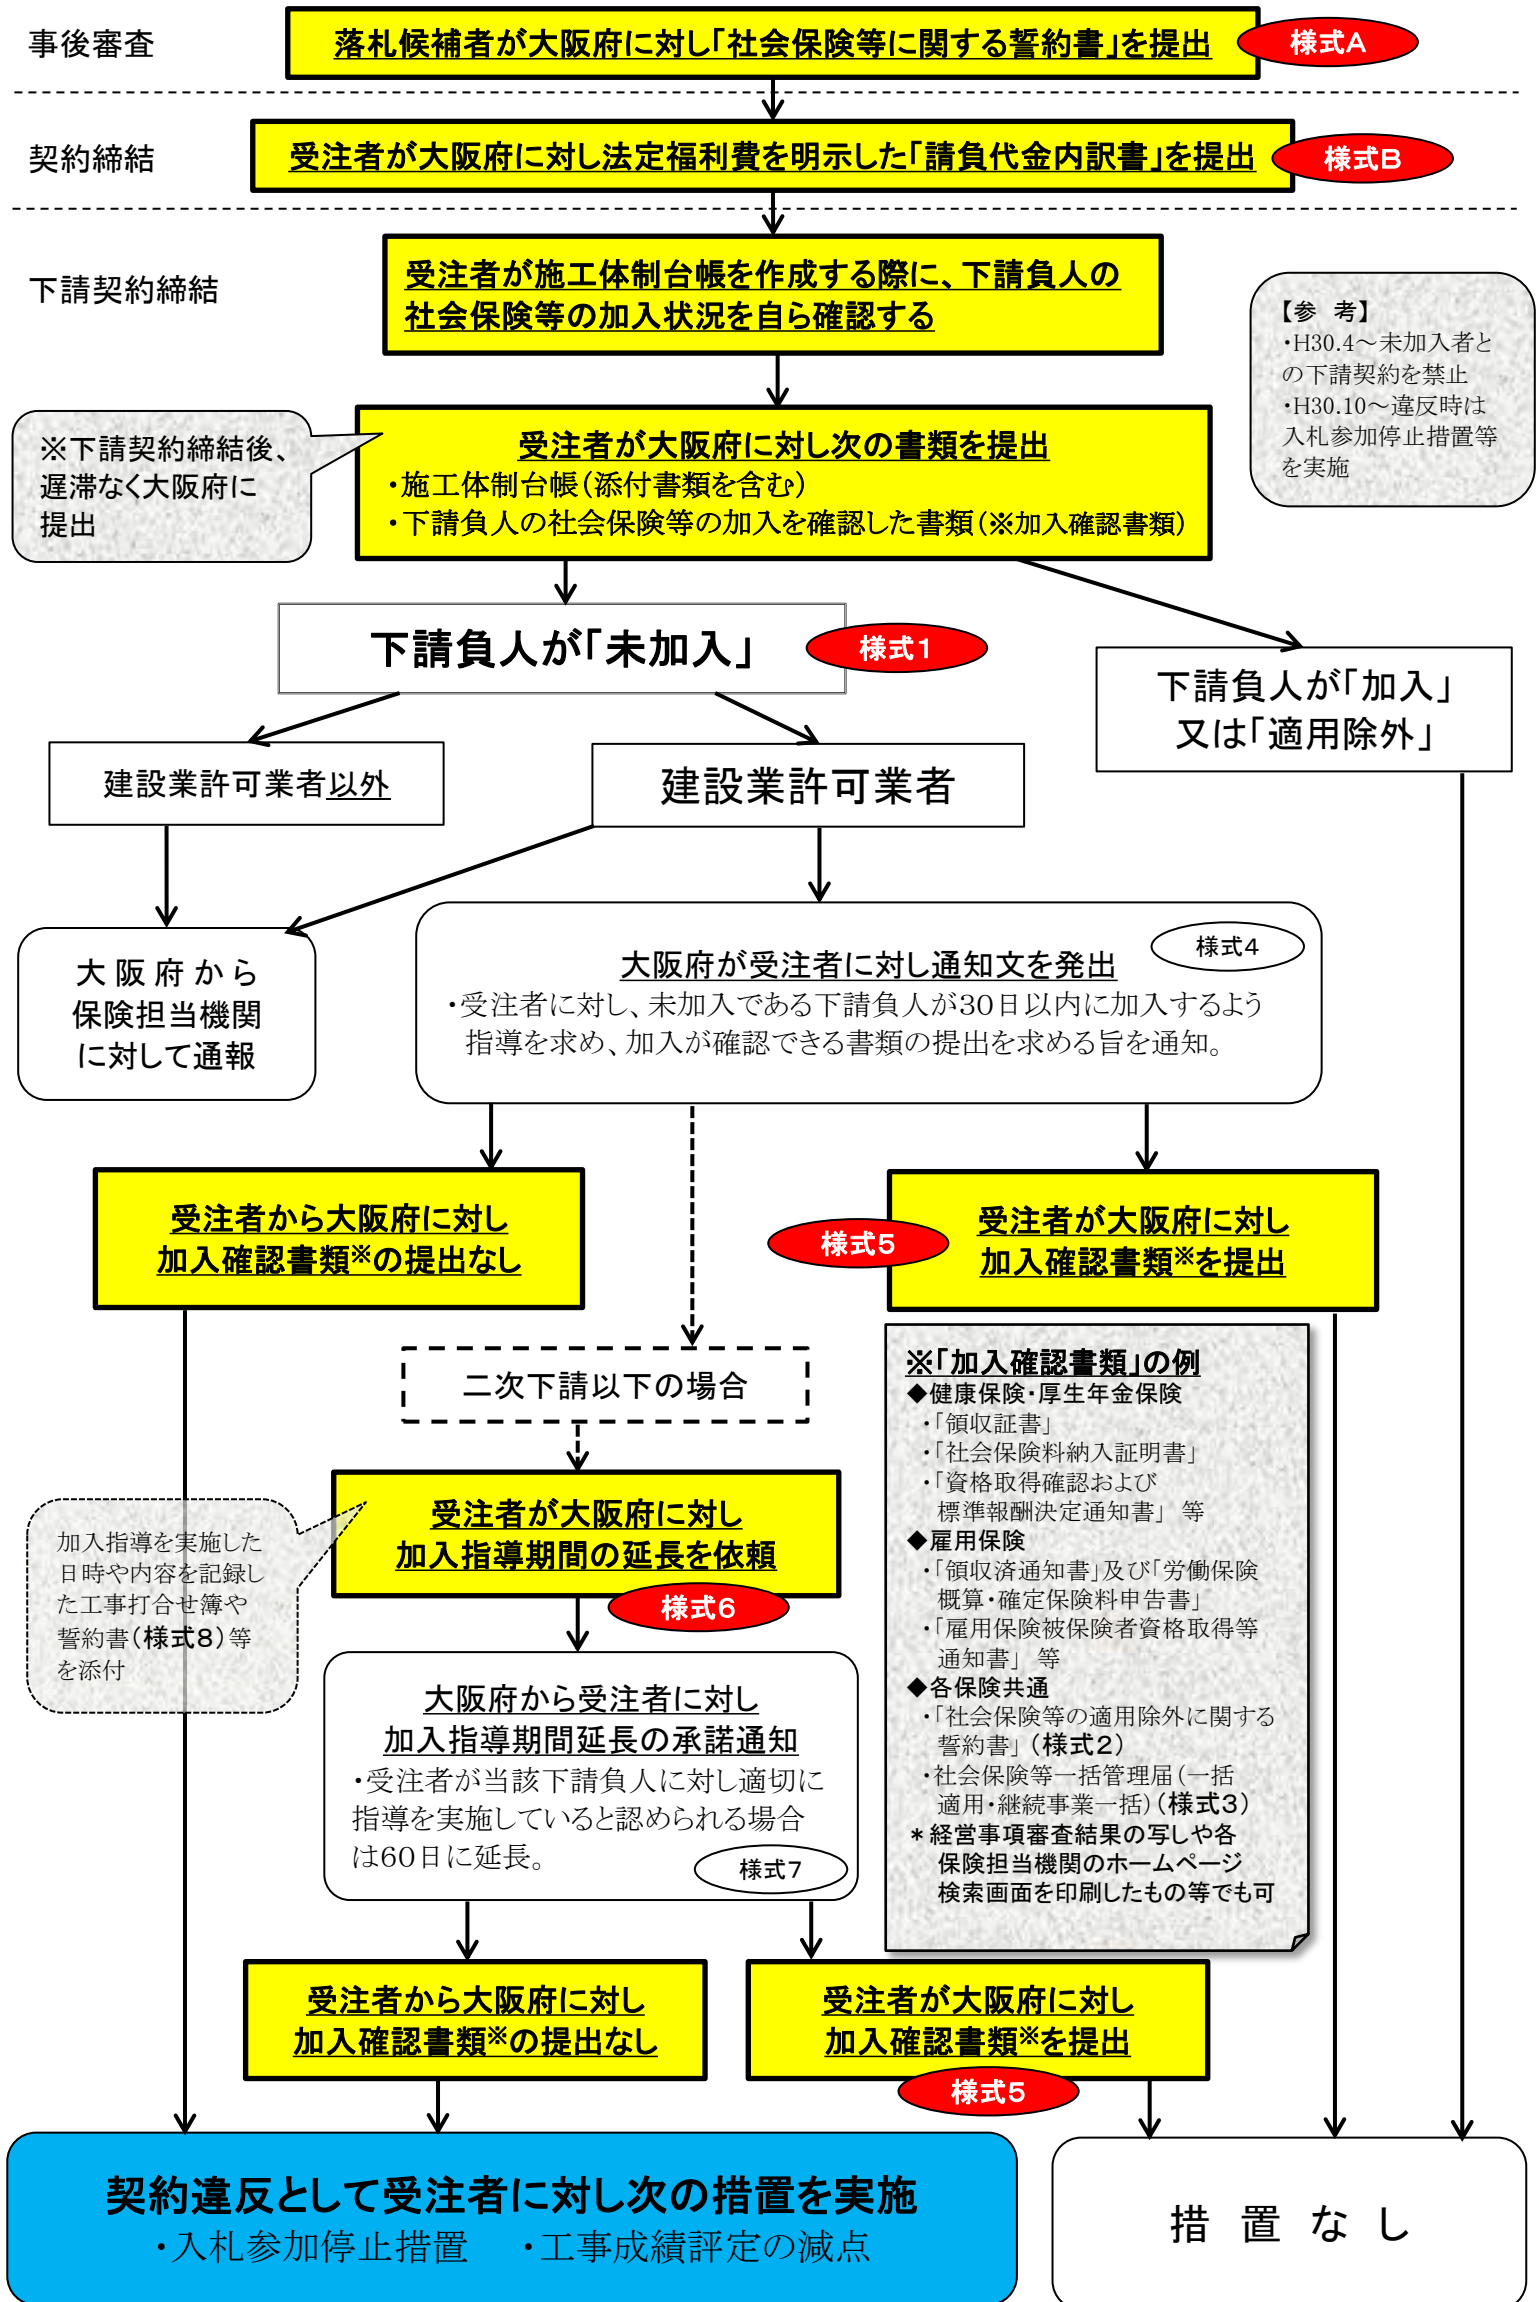 事後審査
落札候補者が大阪府に対し「社会保険等に関する誓約書」を提出
様式A
契約締結
受注者が大阪府に対し法定福利費を明示した「請負代金内訳書」を提出
様式B
下請契約締結
受注者が施工体制台帳を作成する際に、下請負人の
社会保険等の加入状況を自ら確認する
【参 考】
・H30.4～未加入者と
の下請契約を禁止
・H30.10～違反時は
入札参加停止措置等
を実施
※下請契約締結後、
遅滞なく大阪府に
提出
受注者が大阪府に対し次の書類を提出
・施工体制台帳(添付書類を含む)
・下請負人の社会保険等の加入を確認した書類(※加入確認書類)
下請負人が「未加入」
様式1
下請負人が「加入」
又は「適用除外」
建設業許可業者以外
建設業許可業者
大阪府から
保険担当機関
に対して通報
様式4
大阪府が受注者に対し通知文を発出
・受注者に対し、未加入である下請負人が30日以内に加入するよう
指導を求め、加入が確認できる書類の提出を求める旨を通知。
受注者から大阪府に対し
加入確認書類※の提出なし
様式5
受注者が大阪府に対し
加入確認書類※を提出
二次下請以下の場合
※「加入確認書類」の例
◆健康保険・厚生年金保険
・「領収証書」
・「社会保険料納入証明書」
・「資格取得確認および
標準報酬決定通知書」 等
◆雇用保険
・「領収済通知書」及び「労働保険
概算・確定保険料申告書」
・「雇用保険被保険者資格取得等
通知書」 等
◆各保険共通
・「社会保険等の適用除外に関する
誓約書」(様式2)
・社会保険等一括管理届(一括
適用・継続事業一括)(様式3)
＊経営事項審査結果の写しや各
保険担当機関のホームページ
検索画面を印刷したもの等でも可
受注者が大阪府に対し
加入指導期間の延長を依頼
様式6
加入指導を実施した
日時や内容を記録し
た工事打合せ簿や
誓約書(様式8)等
を添付
大阪府から受注者に対し
加入指導期間延長の承諾通知
・受注者が当該下請負人に対し適切に
指導を実施していると認められる場合
は60日に延長。
様式7
受注者から大阪府に対し
加入確認書類※の提出なし
受注者が大阪府に対し
加入確認書類※を提出
様式5
契約違反として受注者に対し次の措置を実施
・入札参加停止措置 ・工事成績評定の減点
措 置 な し